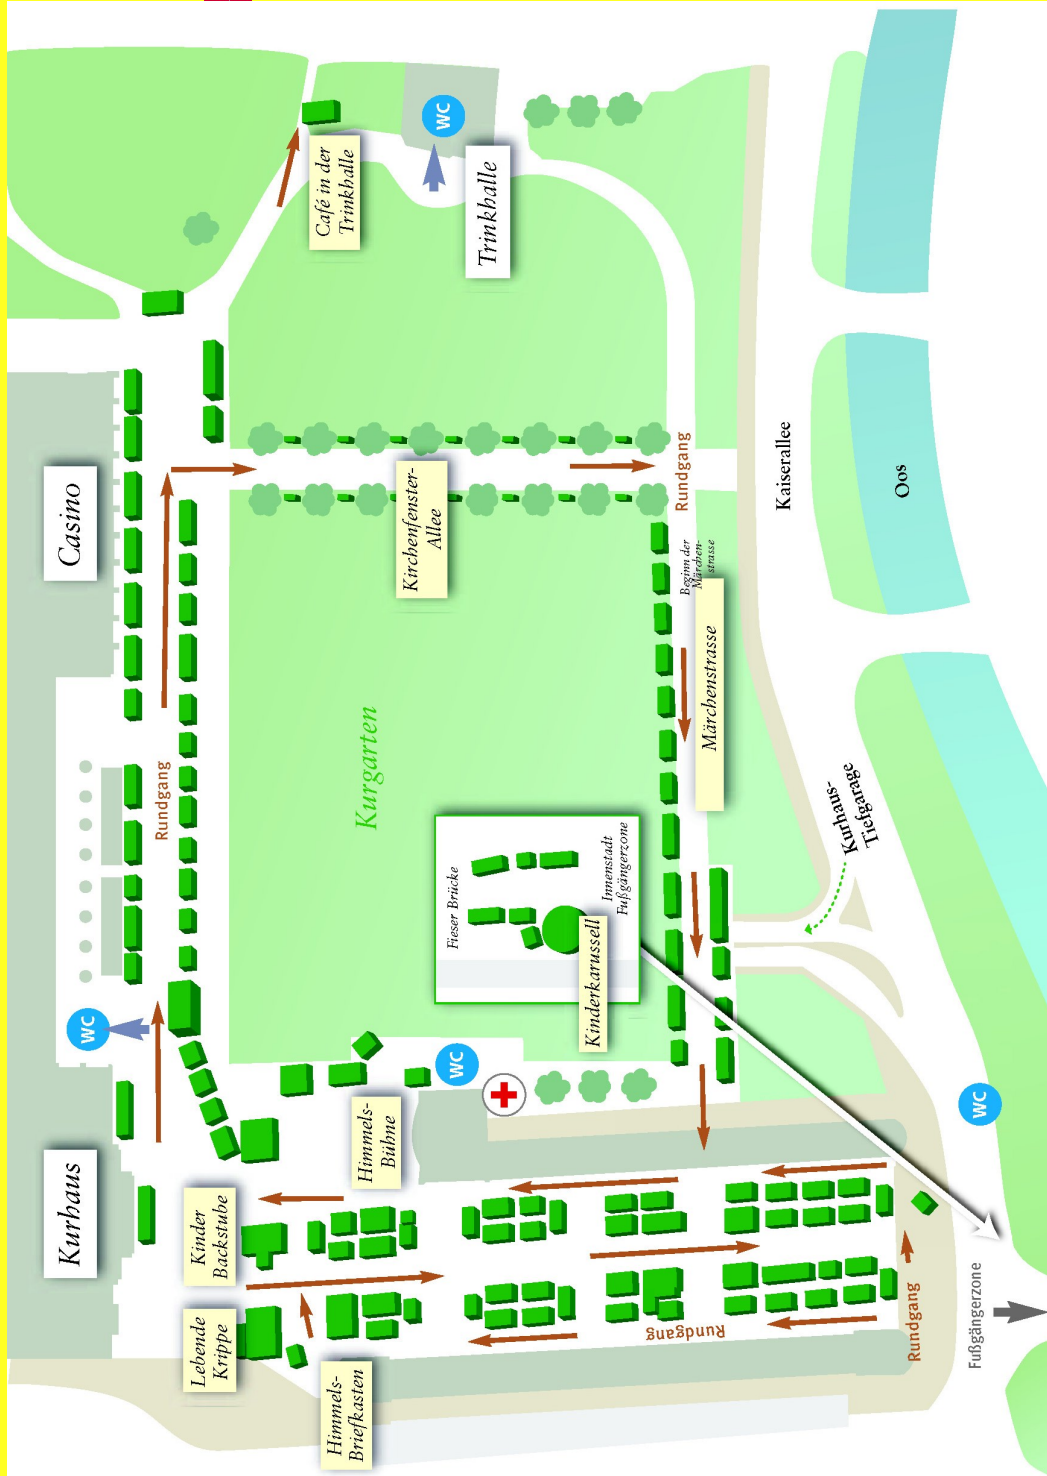 WC
Café in der
Trinkhalle
Trinkhalle
Casino
Kirchenfenster-
Allee
Rundgang
Kaiserallee
Oos
Beginn der
Märchen-
strasse
Märchenstrasse
Rundgang
Kurgarten
Kurhaus-
Tiefgarage
Fieser Brücke
Innenstadt
Fußgängerzone
Kinderkarussell
WC
WC
WC
Kurhaus
Himmels-
Bühne
Kinder
Backstube
Lebende
Krippe
Himmels-
Briefkasten
Rundgang
Rundgang
Fußgängerzone